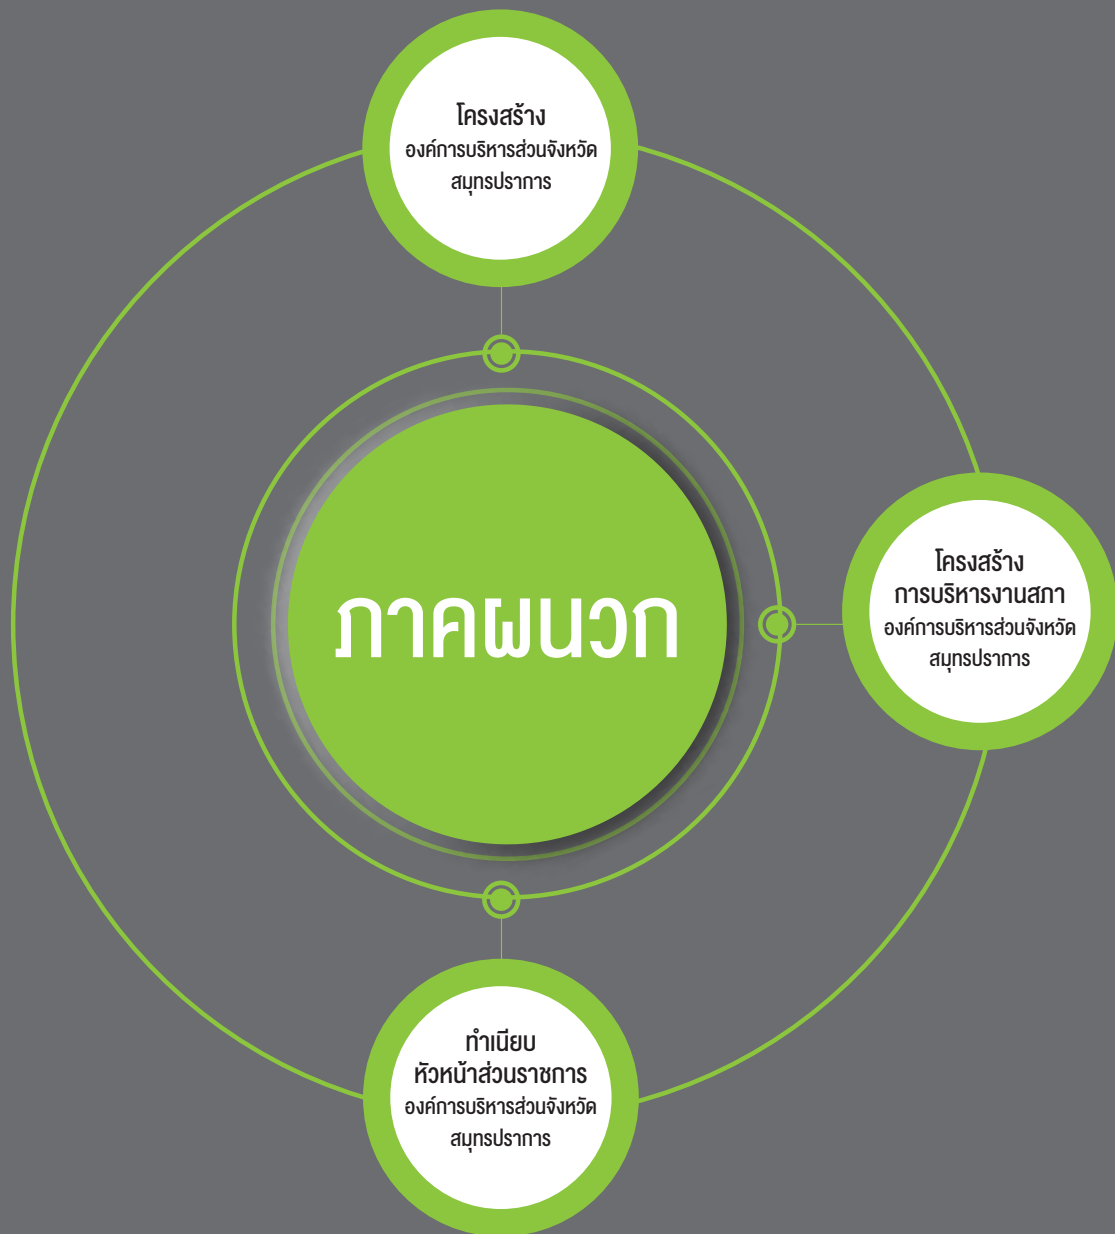 โครงสร้าง
องค์การบริหารส่วนจังหวัด
สมุทรปราการ
ภาคผนวก
โครงสร้าง
การบริหารงานสภา
องค์การบริหารส่วนจังหวัด
สมุทรปราการ
ทำเนียบ
หัวหน้าส่วนราชการ
องค์การบริหารส่วนจังหวัด
สมุทรปราการ